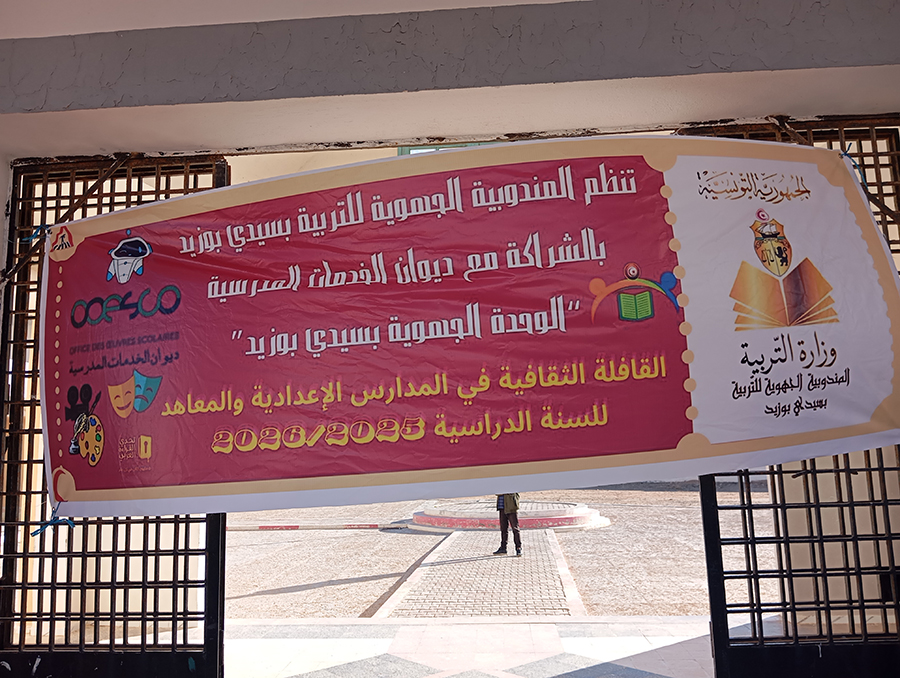 تنظم المندوبية الجهوية للتربية بسيدي بوزيد
بالشراكة مع ديوان الخدمات المدرسية
"الوحدة الجهوية بسيدي بوزيد"
القافلة الثقافية في المدارس الإعدادية والمعاهد
للسنة الدراسية 2026/2025
الجمهورية التونسية
وزارة التربية
المندوبية الجهوية للتربية
بسيدي بوزيد
ooesco
OFFICE DES ŒUVRES SCOLAIRES
ديوان الخدمات المدرسية